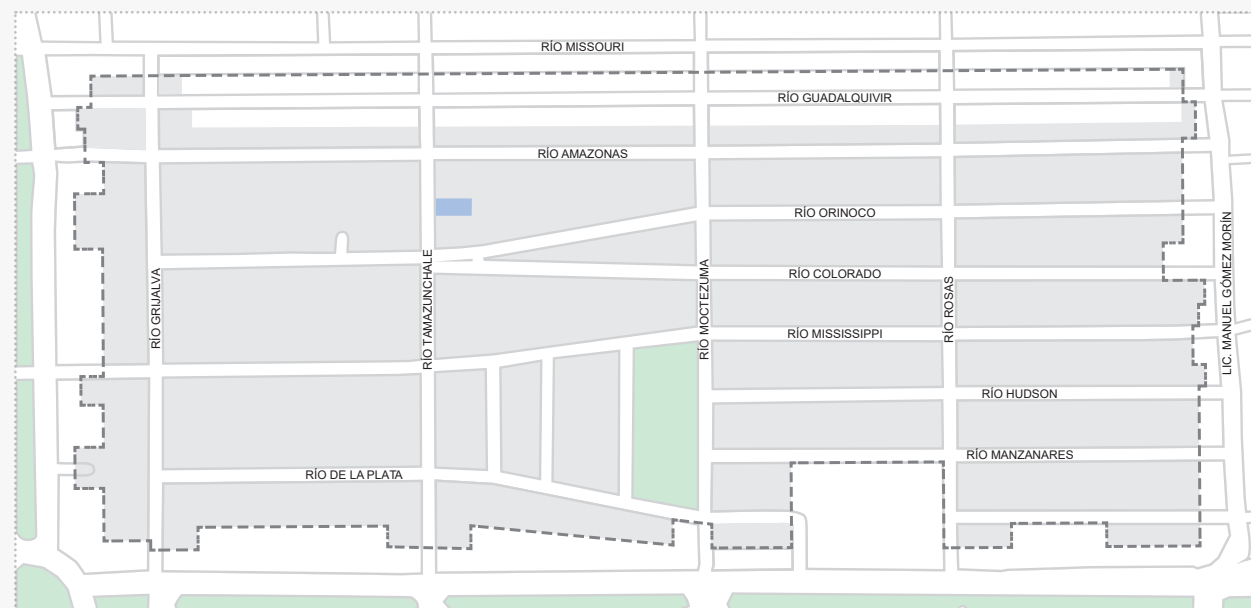 RÍO MISSOURI
RÍO GUADALQUIVIR
RÍO AMAZONAS
RÍO ORINOCO
RÍO COLORADO
RÍO GRIJALVA
RÍO TAMAZUNCHALE
RÍO MOCTEZUMA
RÍO ROSAS
LIC. MANUEL GÓMEZ MORÍN
RÍO MISSISSIPPI
RÍO HUDSON
RÍO MANZANARES
RÍO DE LA PLATA